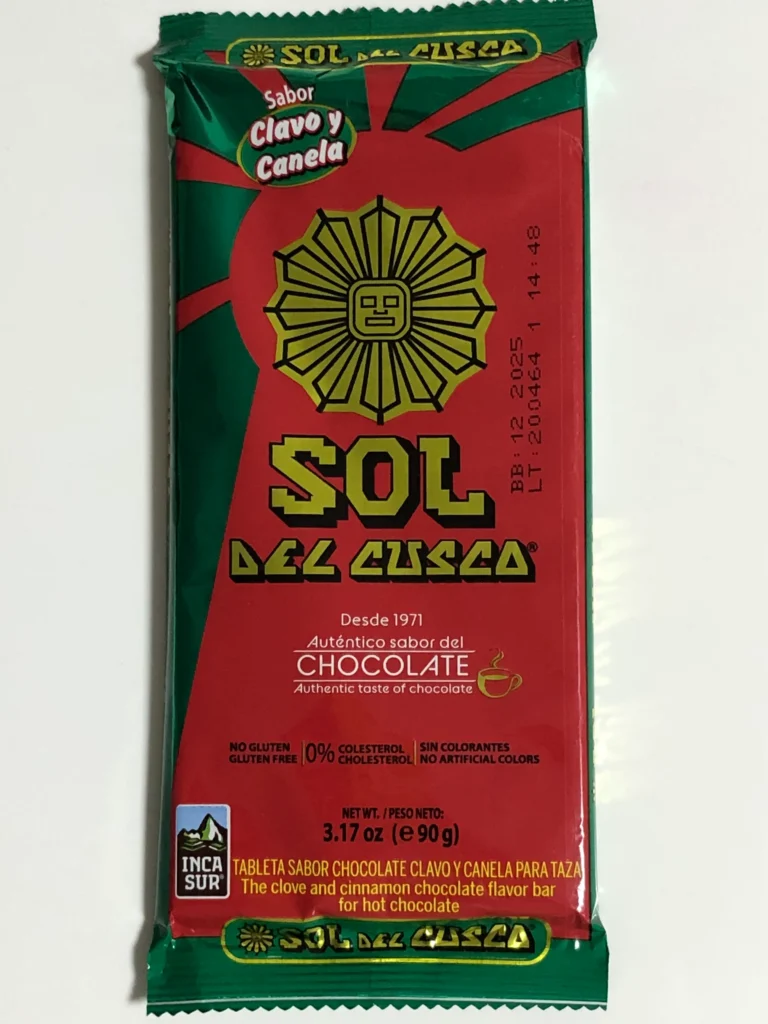 SOL DEL CUSCO
Sabor
Clavo y
Canela
BB: 12 2025
LT: 200464 1 14:48
SOL
DEL CUSCO®
Desde 1971
Auténtico sabor del
CHOCOLATE
Authentic taste of chocolate
NO GLUTEN
GLUTEN FREE
0%
COLESTEROL
CHOLESTEROL
SIN COLORANTES
NO ARTIFICIAL COLORS
NET WT. / PESO NETO:
3.17 oz (℮ 90 g)
INCA
SUR®
TABLETA SABOR CHOCOLATE CLAVO Y CANELA PARA TAZA
The clove and cinnamon chocolate flavor bar
for hot chocolate
SOL DEL CUSCO